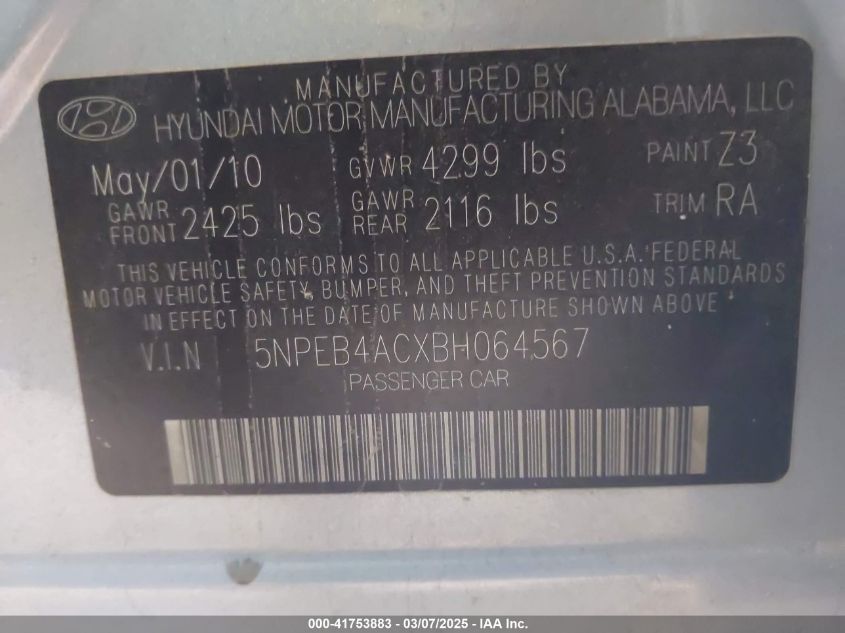 MANUFACTURED BY
HYUNDAI MOTOR MANUFACTURING ALABAMA, LLC
May/01/10 GVWR 4299 lbs PAINT Z3
GAWR FRONT 2425 lbs GAWR REAR 2116 lbs TRIM RA
THIS VEHICLE CONFORMS TO ALL APPLICABLE U.S.A. FEDERAL
MOTOR VEHICLE SAFETY, BUMPER, AND THEFT PREVENTION STANDARDS
IN EFFECT ON THE DATE OF MANUFACTURE SHOWN ABOVE
V.I.N 5NPEB4ACXBH064567
PASSENGER CAR
000-41753883 - 03/07/2025 - IAA Inc.